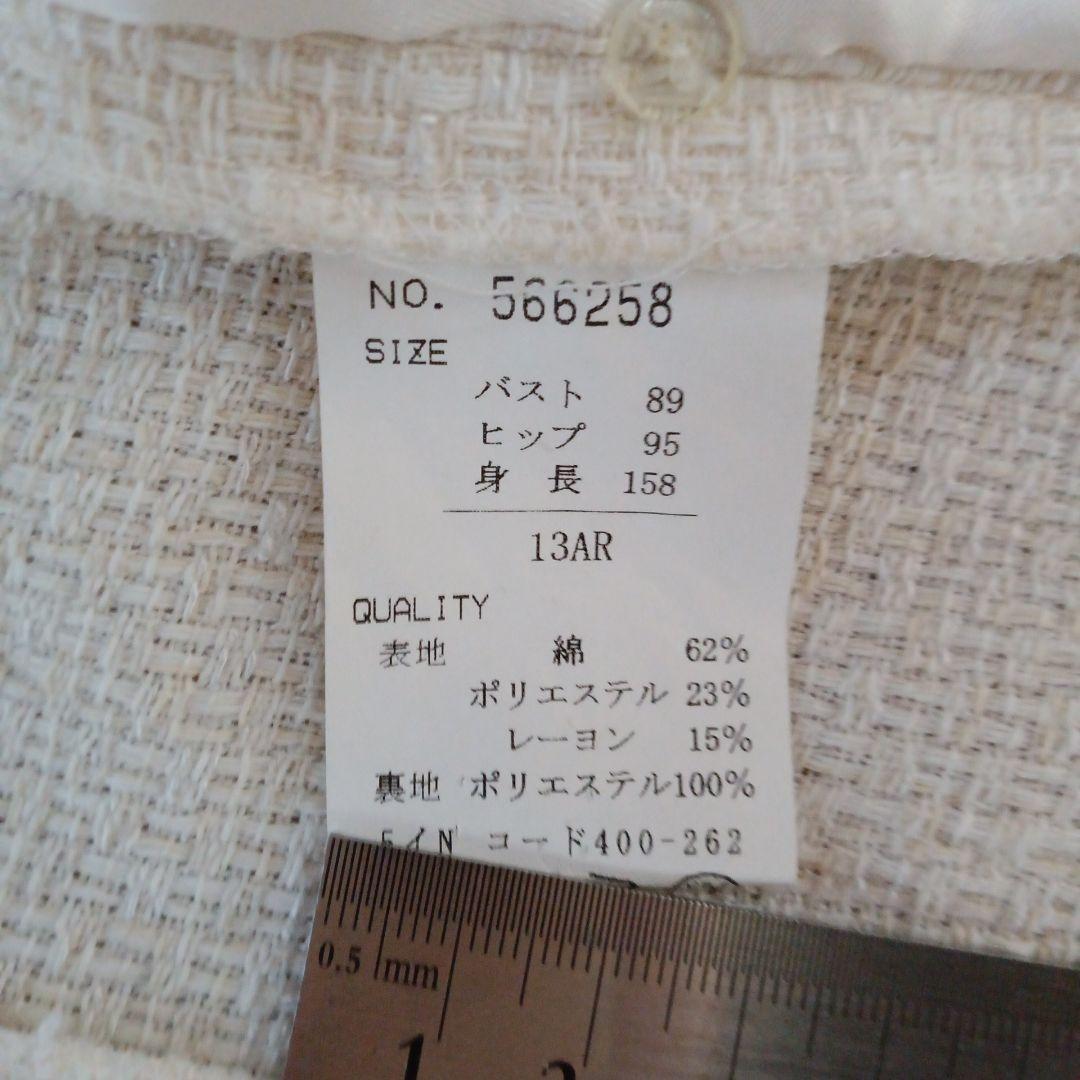 NO. 566258
SIZE
バスト 89
ヒップ 95
身長 158
13AR
QUALITY
表地 綿 62%
ポリエステル 23%
レーヨン 15%
裏地 ポリエステル100%
コード400-262
0.5 mm
1